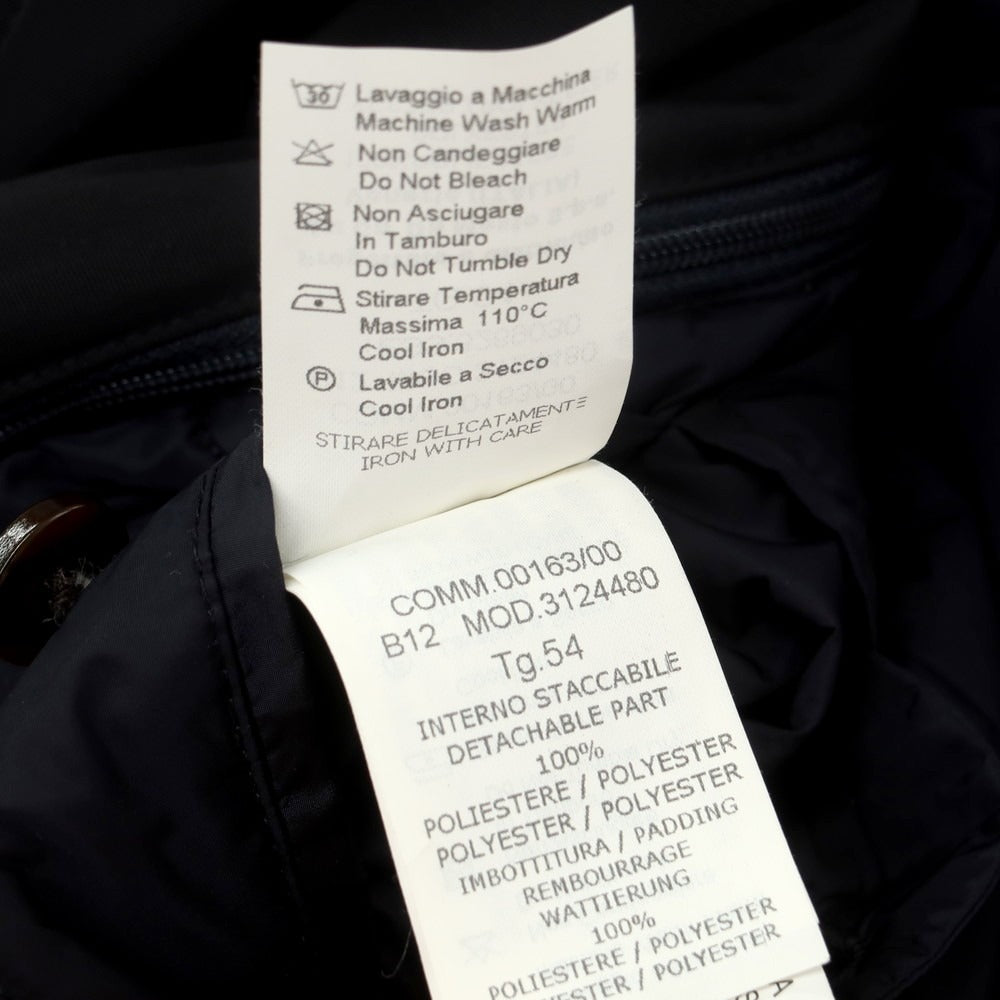 30 Lavaggio a Macchina
Machine Wash Warm
Non Candeggiare
Do Not Bleach
Non Asciugare
In Tamburo
Do Not Tumble Dry
Stirare Temperatura
Massima 110°C
Cool Iron
P Lavabile a Secco
Cool Iron
STIRARE DELICATAMENTE
IRON WITH CARE
COMM.00163/00
B12 MOD.3124480
Tg.54
INTERNO STACCABILE
DETACHABLE PART
100%
POLIESTERE / POLYESTER
POLYESTER / POLYESTER
IMBOTTITURA / PADDING
REMBOURRAGE
WATTIERUNG
100%
POLIESTERE / POLYESTER
/ POLYESTER